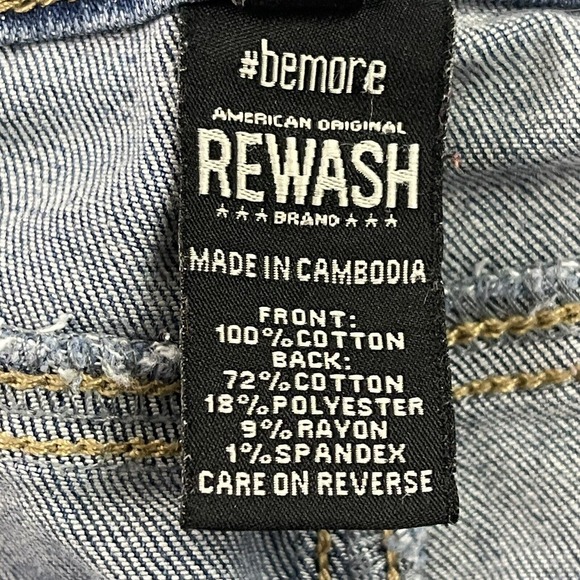 #bemore
AMERICAN ORIGINAL
REWASH
★★★ BRAND ★★★
MADE IN CAMBODIA
FRONT:
100% COTTON
BACK:
72% COTTON
18% POLYESTER
9% RAYON
1% SPANDEX
CARE ON REVERSE